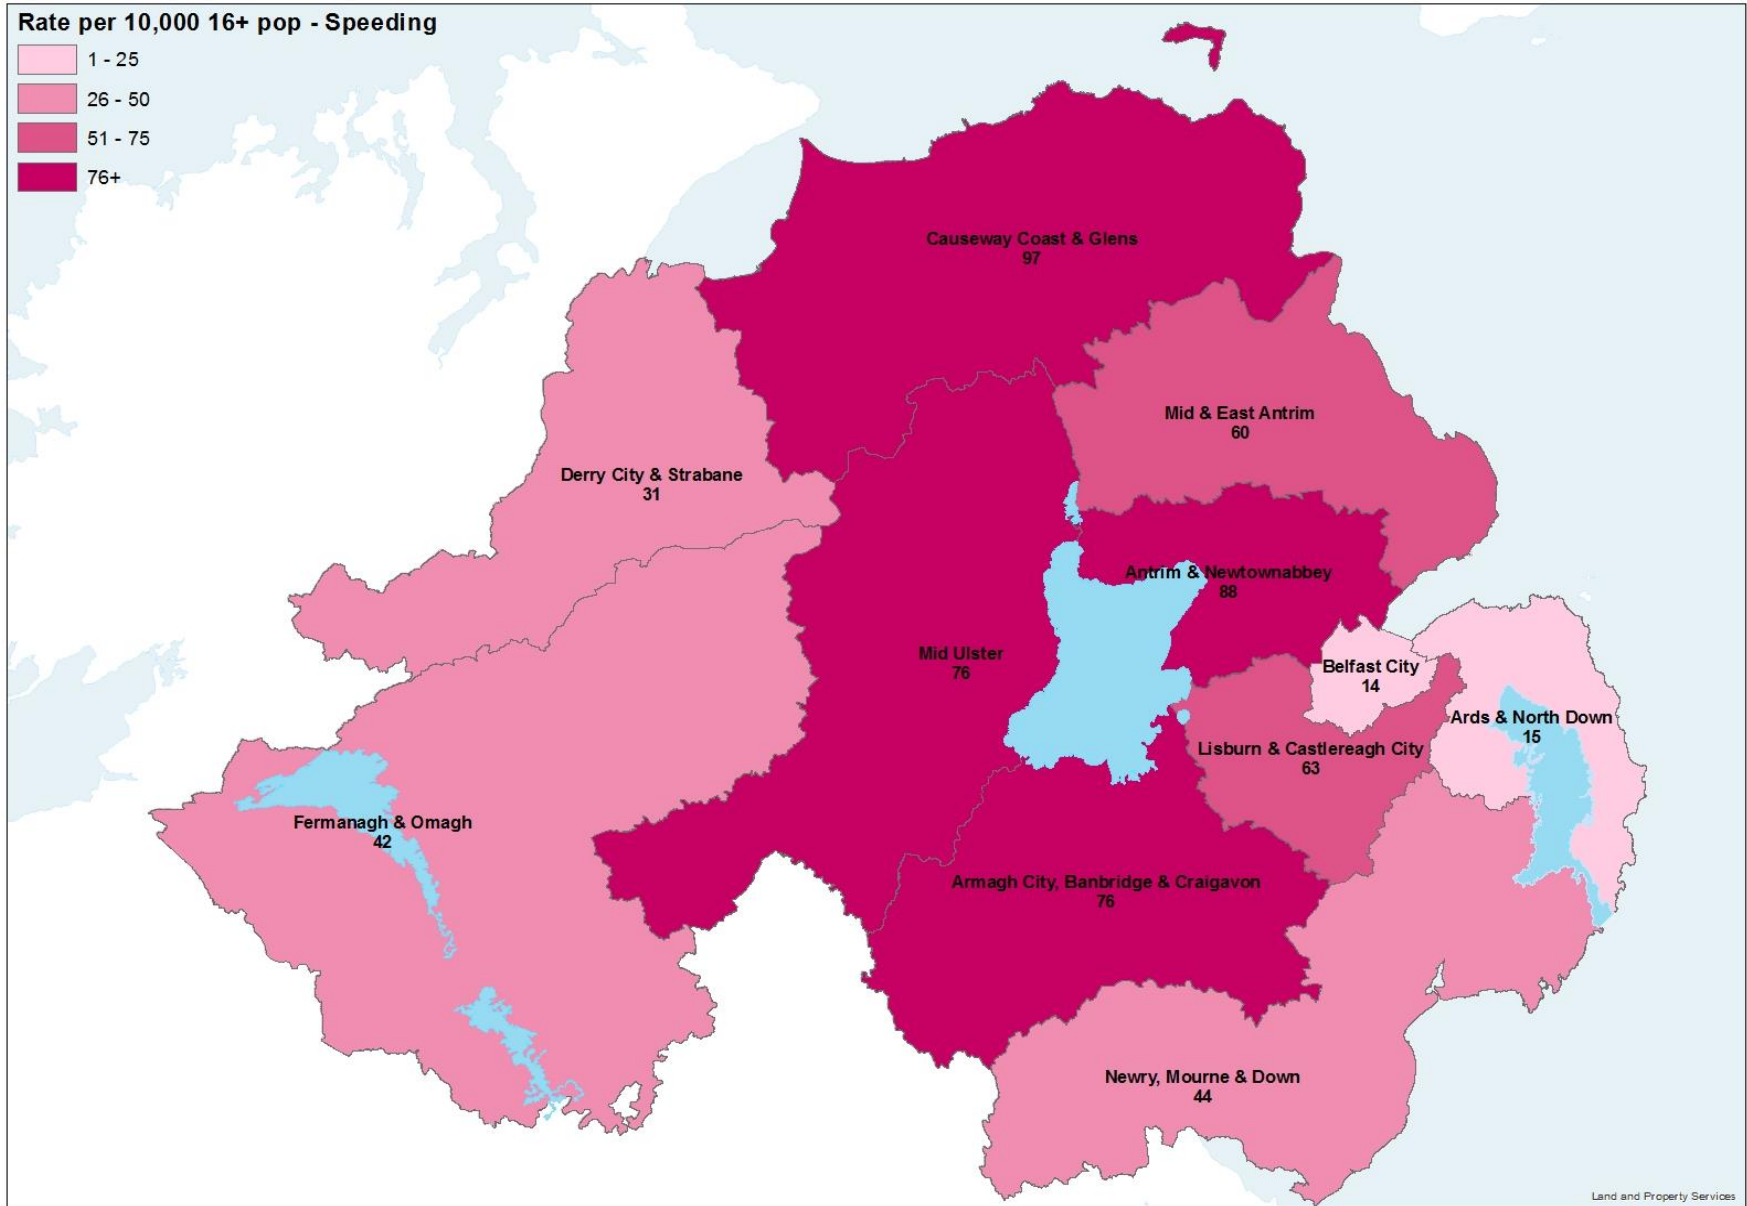 Rate per 10,000 16+ pop - Speeding
1 - 25
26 - 50
51 - 75
76+
Causeway Coast & Glens
97
Mid & East Antrim
60
Derry City & Strabane
31
Antrim & Newtownabbey
88
Mid Ulster
76
Belfast City
14
Ards & North Down
15
Lisburn & Castlereagh City
63
Fermanagh & Omagh
42
Armagh City, Banbridge & Craigavon
76
Newry, Mourne & Down
44
Land and Property Services